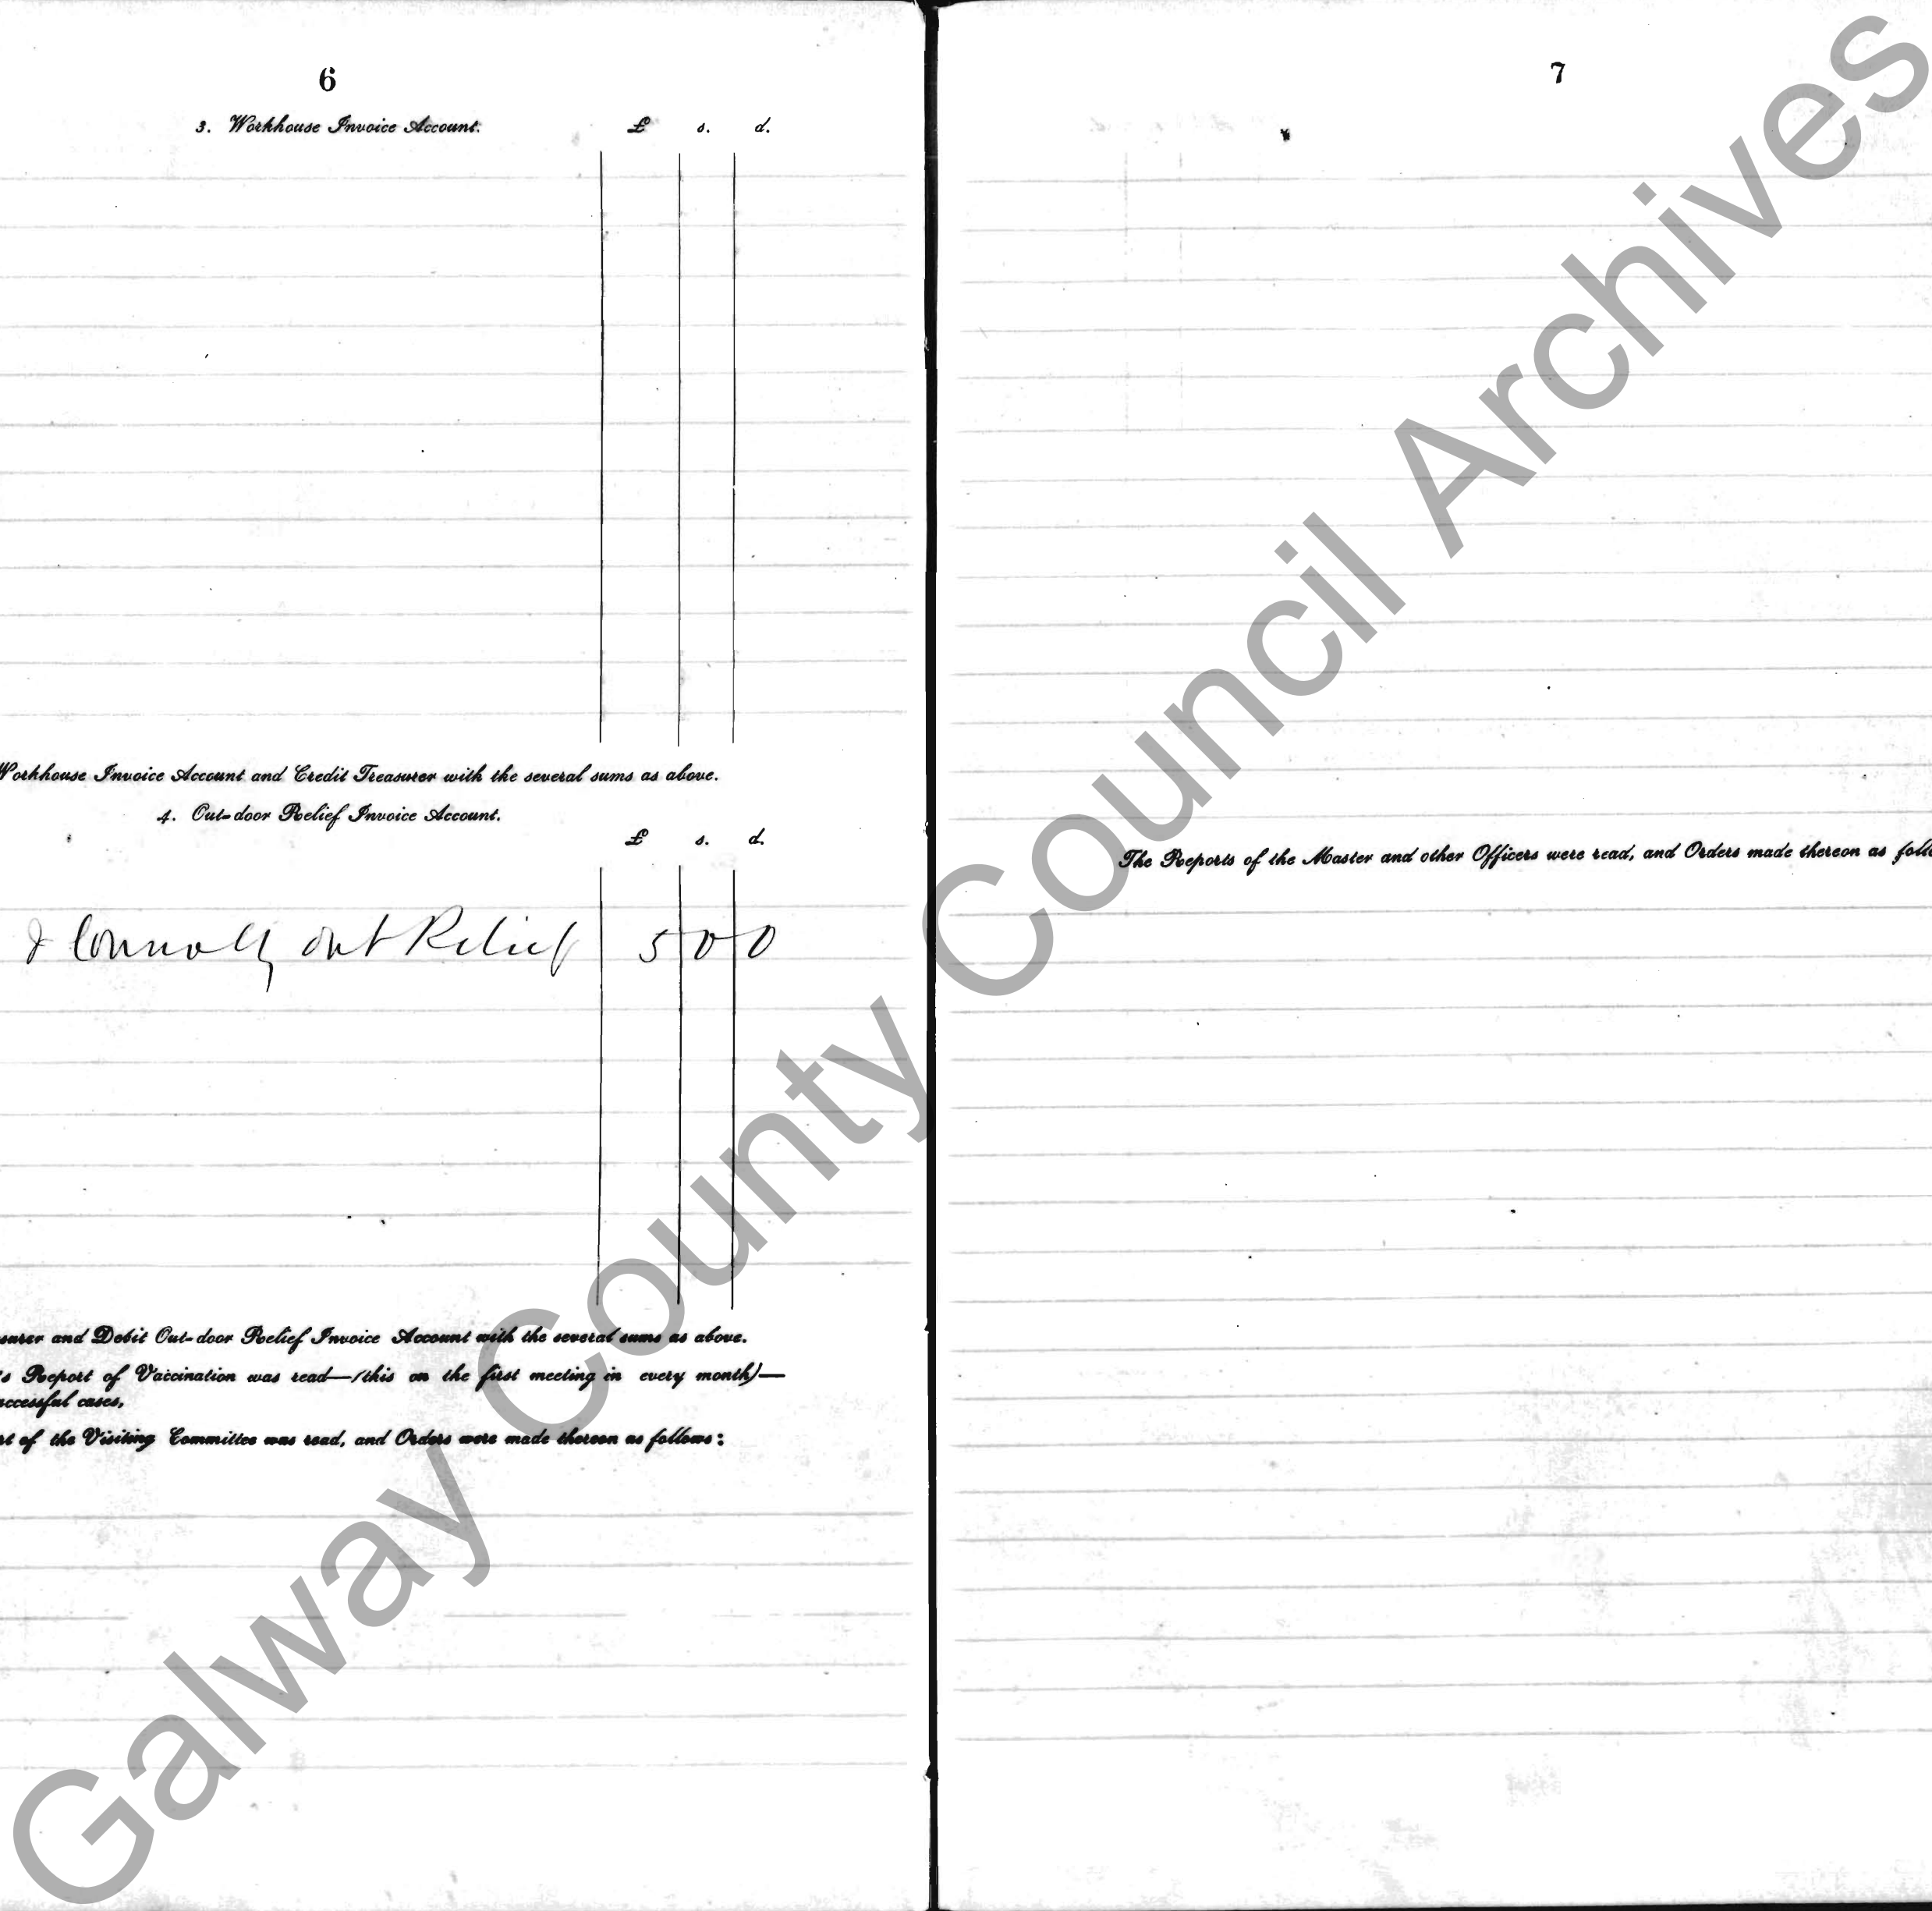 6
3. Workhouse Invoice Account. £ s. d.
Workhouse Invoice Account and Credit Treasurer with the several sums as above.
4. Out-door Relief Invoice Account.
£ s. d.
Connolly out Relief 5 0 0
surer and Debit Out-door Relief Invoice Account with the several sums as above.
's Report of Vaccination was read—(this on the first meeting in every month)—
ccessful cases,
rt of the Visiting Committee was read, and Orders were made thereon as follows:
7
The Reports of the Master and other Officers were read, and Orders made thereon as follo
Galway County Council Archives